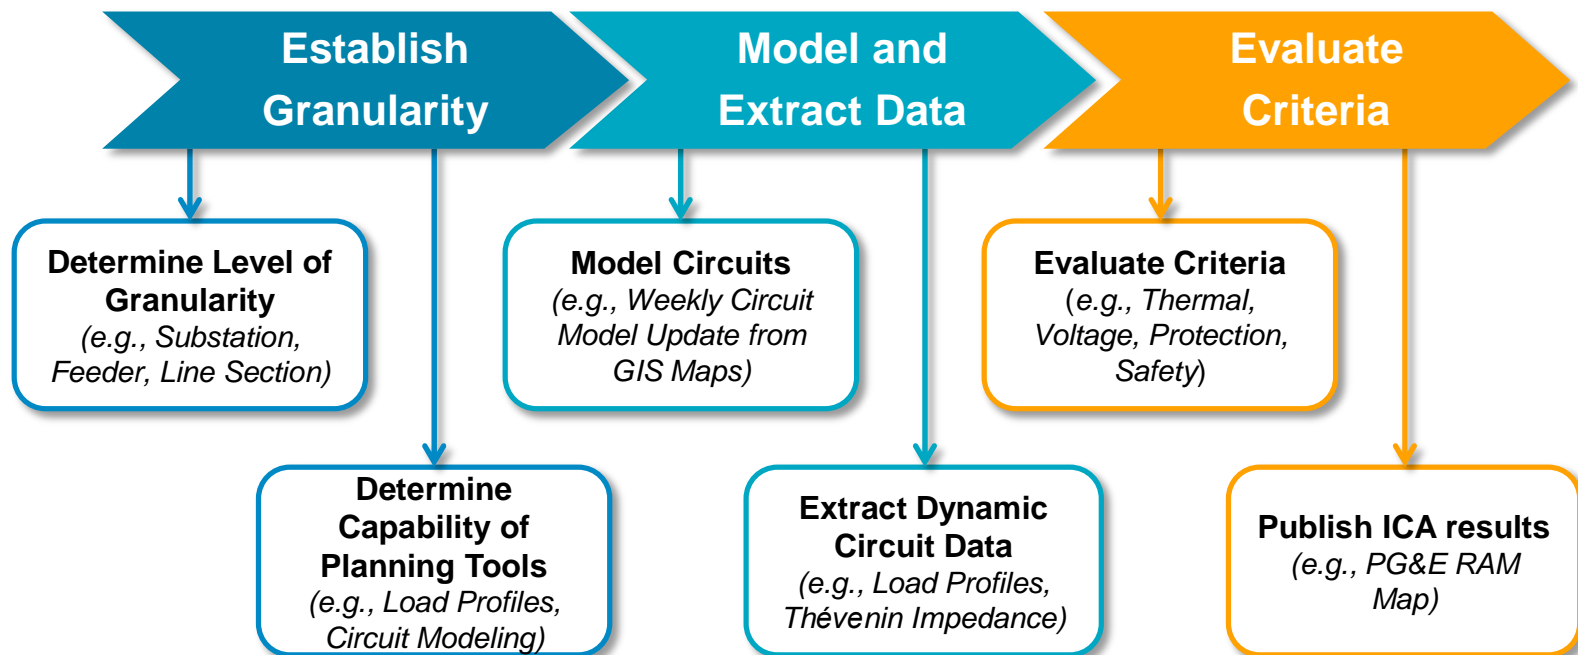 Establish
Granularity
Model and
Extract Data
Evaluate
Criteria
Determine Level of
Granularity
(e.g., Substation,
Feeder, Line Section)
Model Circuits
(e.g., Weekly Circuit
Model Update from
GIS Maps)
Evaluate Criteria
(e.g., Thermal,
Voltage, Protection,
Safety)
Determine
Capability of
Planning Tools
(e.g., Load Profiles,
Circuit Modeling)
Extract Dynamic
Circuit Data
(e.g., Load Profiles,
Thévenin Impedance)
Publish ICA results
(e.g., PG&E RAM
Map)